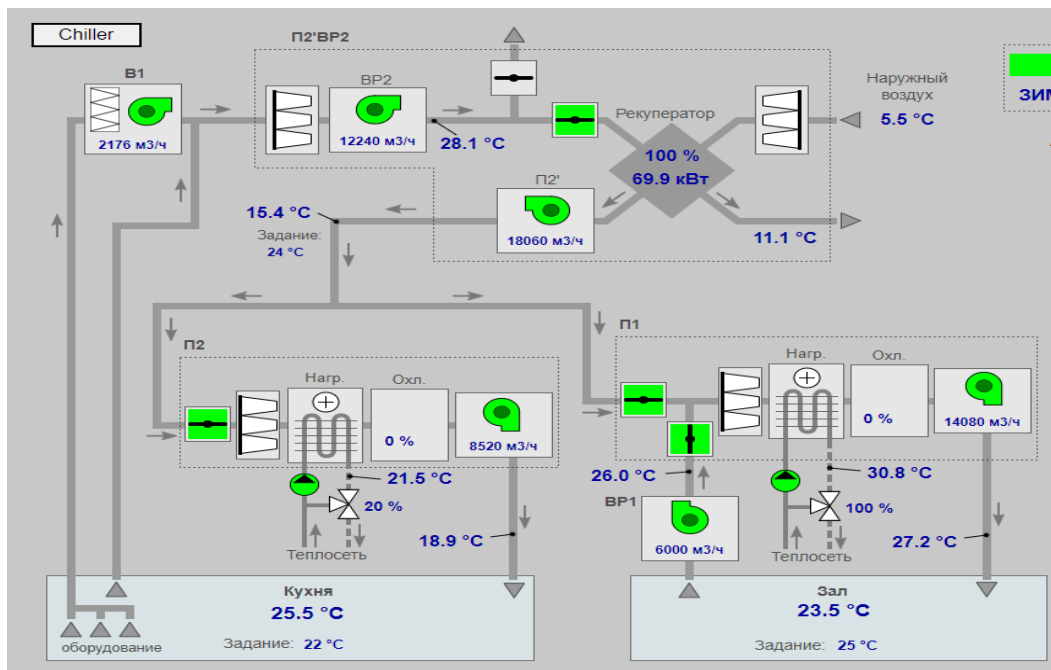 Chiller
П2'ВР2
В1
2176 м3/ч
ВР2
12240 м3/ч
28.1 °C
Рекуператор
100 %
69.9 кВт
Наружный
воздух
5.5 °C
ЗИМ
П2'
18060 м3/ч
15.4 °C
Задание:
24 °C
11.1 °C
П2
Нагр.
Охл.
0 %
8520 м3/ч
21.5 °C
20 %
Теплосеть
18.9 °C
П1
Нагр.
Охл.
0 %
14080 м3/ч
26.0 °C
ВР1
6000 м3/ч
30.8 °C
100 %
Теплосеть
27.2 °C
Кухня
25.5 °C
Задание: 22 °C
оборудование
Зал
23.5 °C
Задание: 25 °C